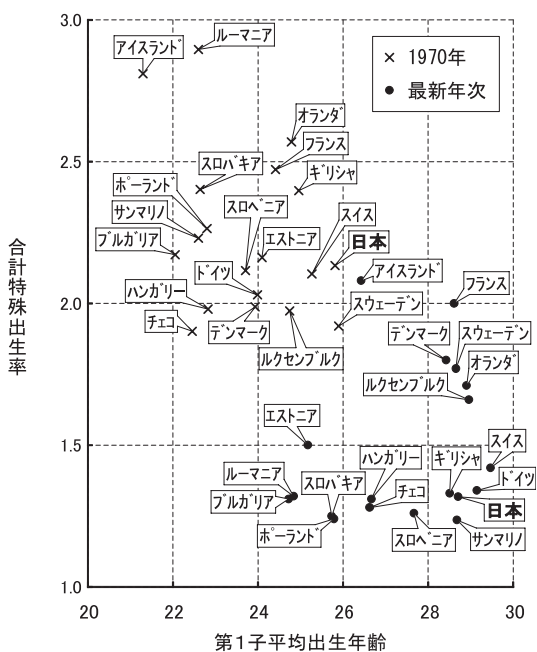 3.0
アイスランド
ルーマニア
× 1970年
● 最新年次
オランダ
フランス
2.5
スロバキア
ギリシャ
ポーランド
サンマリノ
スロベニア
スイス
ブルガリア
エストニア
日本
アイスランド
ドイツ
フランス
2.0
ハンガリー
チェコ
デンマーク
スウェーデン
ルクセンブルク
デンマーク
スウェーデン
オランダ
ルクセンブルク
エストニア
1.5
ルーマニア
ブルガリア
スロバキア
ポーランド
ハンガリー
チェコ
ギリシャ
スイス
ドイツ
日本
スロベニア
サンマリノ
1.0
20 22 24 26 28 30
合計特殊出生率
第1子平均出生年齢